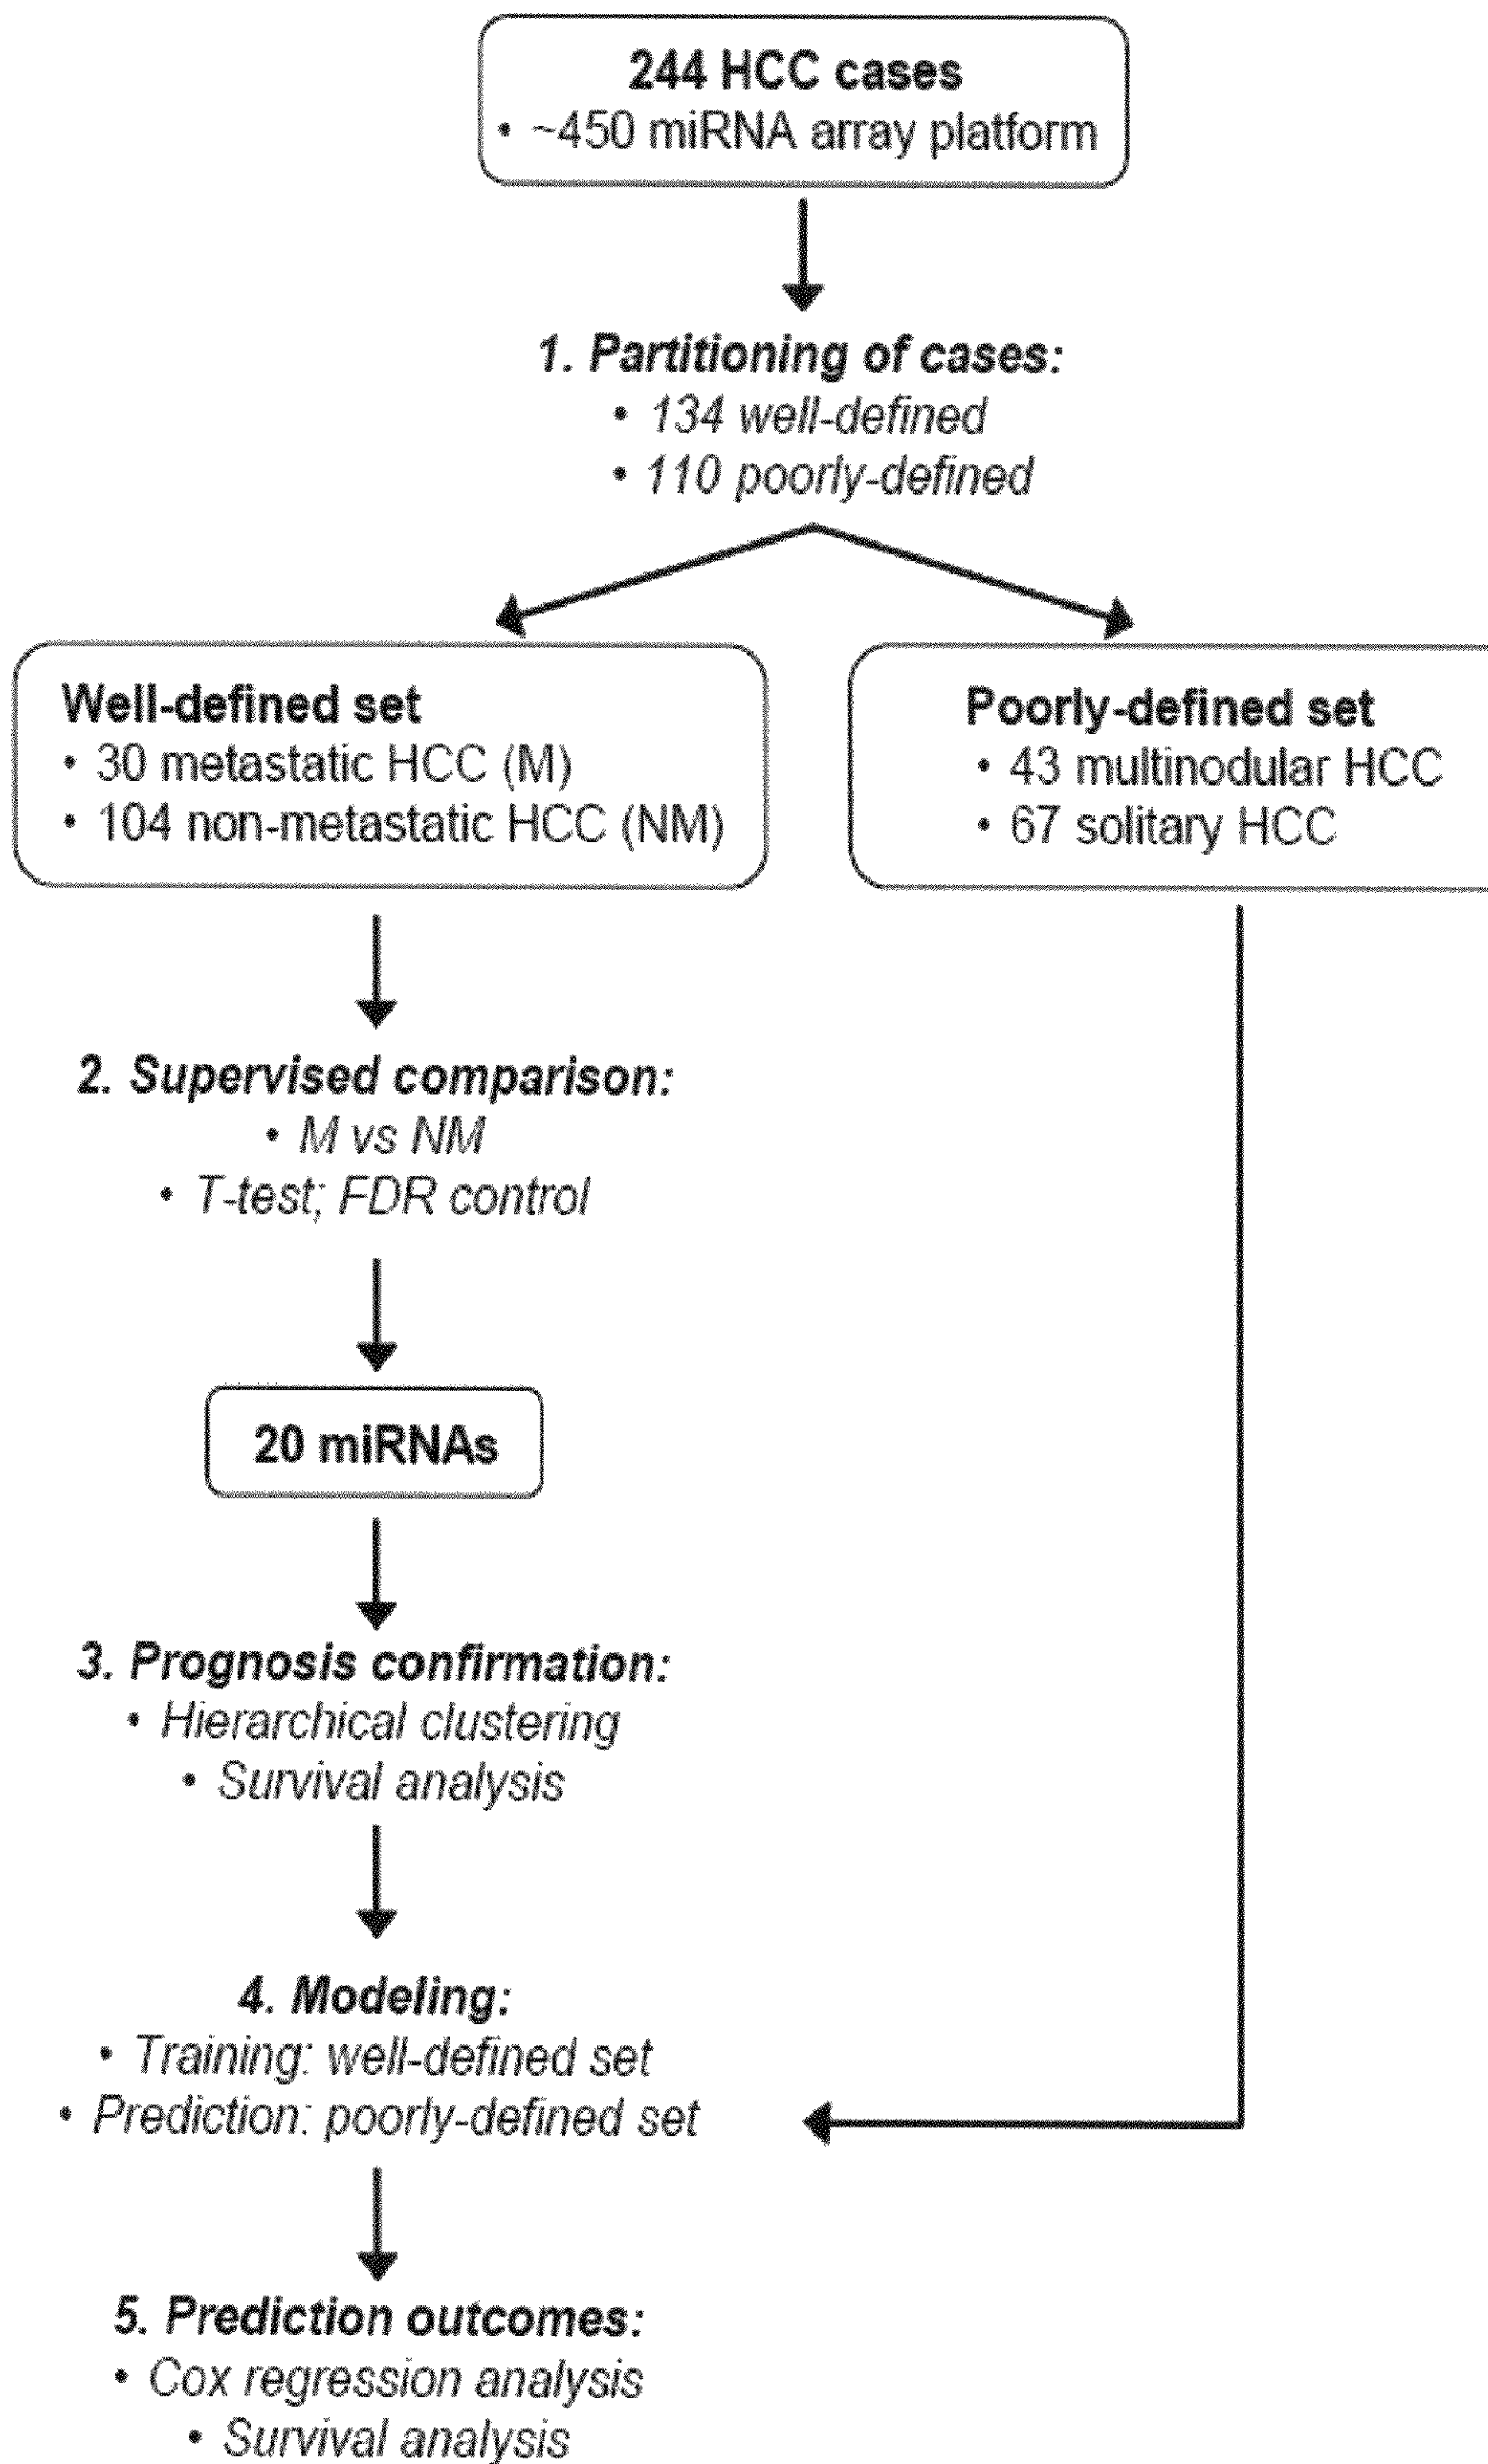 244 HCC cases
• ~450 miRNA array platform
1. Partitioning of cases:
• 134 well-defined
• 110 poorly-defined
Well-defined set
• 30 metastatic HCC (M)
• 104 non-metastatic HCC (NM)
Poorly-defined set
• 43 multinodular HCC
• 67 solitary HCC
2. Supervised comparison:
• M vs NM
• T-test; FDR control
20 miRNAs
3. Prognosis confirmation:
• Hierarchical clustering
• Survival analysis
4. Modeling:
• Training: well-defined set
• Prediction: poorly-defined set
5. Prediction outcomes:
• Cox regression analysis
• Survival analysis